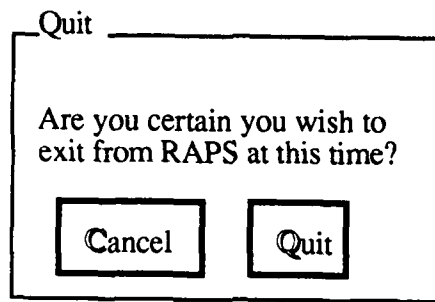 Quit
Are you certain you wish to
exit from RAPS at this time?
Cancel
Quit